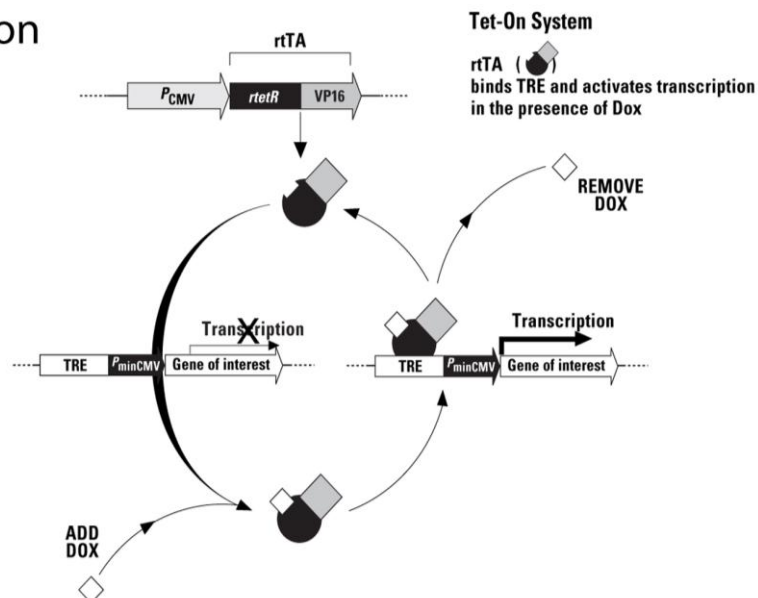 on
Tet-On System
rtTA ( )
binds TRE and activates transcription
in the presence of Dox
rtTA
PCMV rtetR VP16
REMOVE
DOX
Transcription
TRE PminCMV Gene of interest
Transcription
TRE PminCMV Gene of interest
ADD
DOX